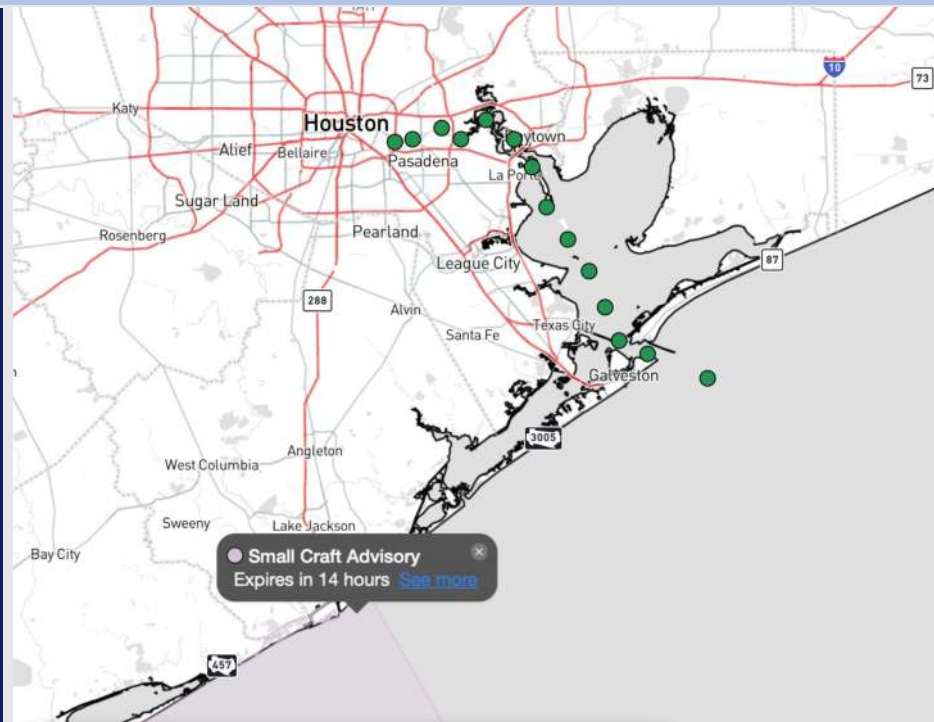 10
73
Katy
Houston
Baytown
Alief
Bellaire
Pasadena
La Porte
Sugar Land
Rosenberg
Pearland
League City
87
288
Alvin
Texas City
Santa Fe
Galveston
3005
Angleton
West Columbia
Sweeny
Lake Jackson
Bay City
Small Craft Advisory
Expires in 14 hours See more
457